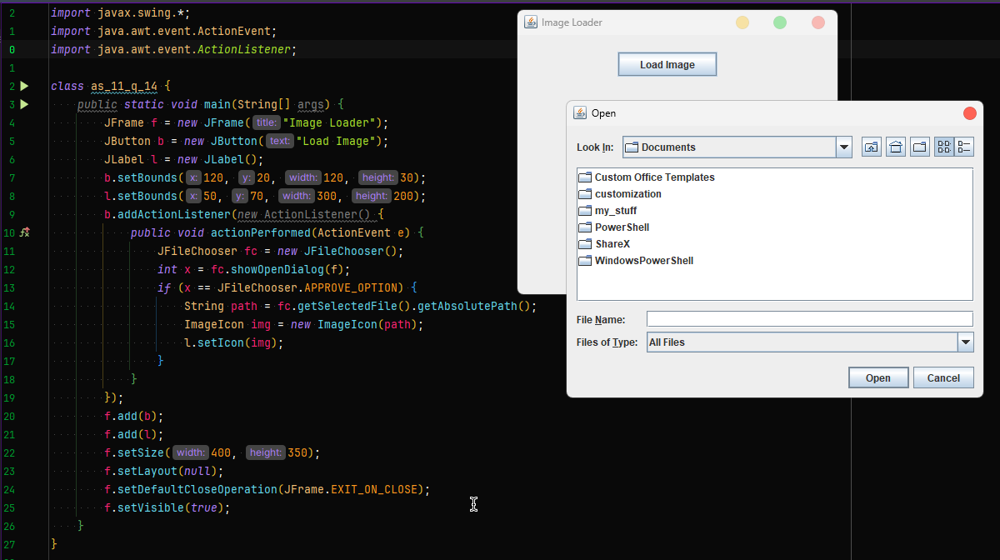 2 import javax.swing.*;
1 import java.awt.event.ActionEvent;
0 import java.awt.event.ActionListener;
1
2 class as_11_q_14 {
3 public static void main(String[] args) {
4 JFrame f = new JFrame( title: "Image Loader");
5 JButton b = new JButton( text: "Load Image");
6 JLabel l = new JLabel();
7 b.setBounds( x: 120, y: 20, width: 120, height: 30);
8 l.setBounds( x: 50, y: 70, width: 300, height: 200);
9 b.addActionListener(new ActionListener() {
10 public void actionPerformed(ActionEvent e) {
11 JFileChooser fc = new JFileChooser();
12 int x = fc.showOpenDialog(f);
13 if (x == JFileChooser.APPROVE_OPTION) {
14 String path = fc.getSelectedFile().getAbsolutePath();
15 ImageIcon img = new ImageIcon(path);
16 l.setIcon(img);
17 }
18 }
19 });
20 f.add(b);
21 f.add(l);
22 f.setSize( width: 400, height: 350);
23 f.setLayout(null);
24 f.setDefaultCloseOperation(JFrame.EXIT_ON_CLOSE);
25 f.setVisible(true);
26 }
27 }
Image Loader
Load Image
Open
Look In: Documents
Custom Office Templates
customization
my_stuff
PowerShell
ShareX
WindowsPowerShell
File Name:
Files of Type: All Files
Open Cancel